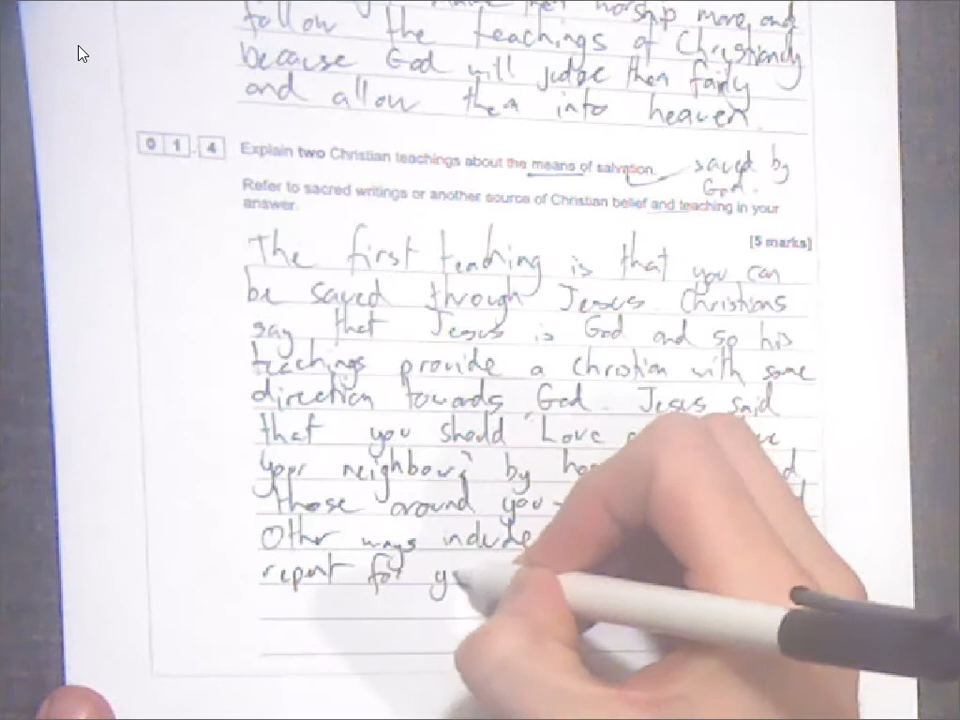 worship more, and
follow the teachings of Christianity
because God will judge them fairly
and allow them into heaven.
0 1 . 4 Explain two Christian teachings about the means of salvation. saved by
God.
Refer to sacred writings or another source of Christian belief and teaching in your
answer.
[5 marks]
The first teaching is that you can
be saved through Jesus. Christians
say that Jesus is God and so his
teachings provide a christian with some
direction towards God. Jesus said
that you should 'Love
your neighbour' by
those around you
Other ways include
repent for